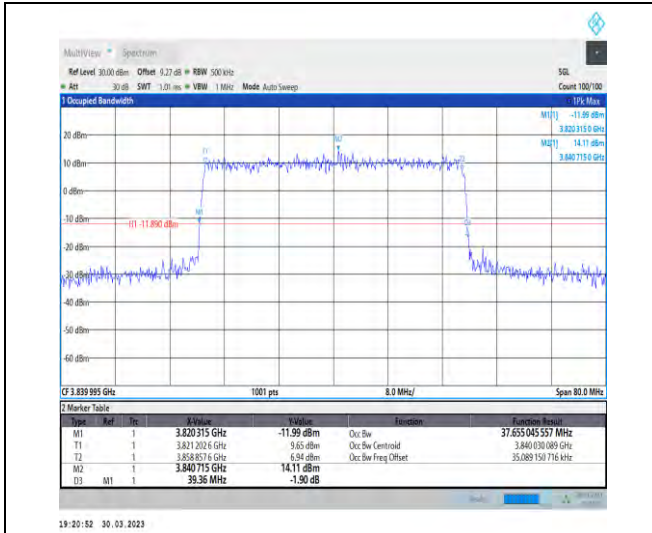 MultiView Spectrum
Ref Level 30.00 dBm Offset 9.27 dB RBW 500 kHz SGL
Att 30 dB SWT 1.01 ms VBW 1 MHz Mode Auto Sweep Count 100/100
1 Occupied Bandwidth 1Pk Max
M1[1] -11.99 dBm
3.820315 0 GHz
M2[1] 14.11 dBm
3.840715 0 GHz
20 dBm
M2
T1
10 dBm
T2
0 dBm
M1
-10 dBm
H1 -11.890 dBm
D3
-20 dBm
-30 dBm
-40 dBm
-50 dBm
-60 dBm
CF 3.839 995 GHz 1001 pts 8.0 MHz/ Span 80.0 MHz
2 Marker Table
Type Ref Trc X-Value Y-Value Function Function Result
M1 1 3.820315 GHz -11.99 dBm Occ Bw 37.655 045 557 MHz
T1 1 3.821 202 6 GHz 9.65 dBm Occ Bw Centroid 3.840 030 089 GHz
T2 1 3.858 857 6 GHz 6.94 dBm Occ Bw Freq Offset 35.089 150 716 kHz
M2 1 3.840 715 GHz 14.11 dBm
D3 M1 1 39.36 MHz -1.90 dB
19:20:52 30.03.2023